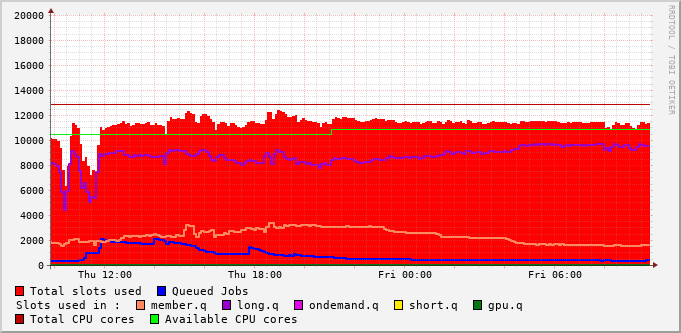 20000
18000
16000
14000
12000
10000
8000
6000
4000
2000
0
Thu 12:00 Thu 18:00 Fri 00:00 Fri 06:00
RRDTOOL / TOBI OETIKER
Total slots used Queued Jobs
Slots used in : member.q long.q ondemand.q short.q gpu.q
Total CPU cores Available CPU cores